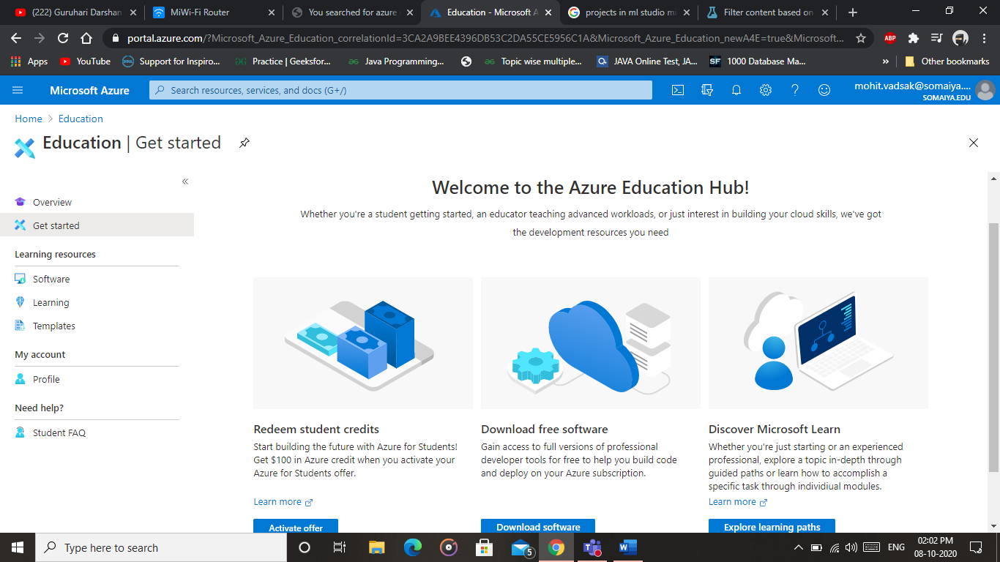 (222) Guruhari Darshan
MiWi-Fi Router
You searched for azure
Education - Microsoft A
projects in ml studio mi
Filter content based on
portal.azure.com/?Microsoft_Azure_Education_correlationId=3CA2A9BEE4396DB53C2DA55CE5956C1A&Microsoft_Azure_Education_newA4E=true&Microsoft...
ABP
Apps
YouTube
Support for Inspiro...
Practice | Geeksfor...
Java Programming...
Topic wise multiple...
JAVA Online Test, JA...
SF
1000 Database Ma...
»
Other bookmarks
Microsoft Azure
Search resources, services, and docs (G+/)
mohit.vadsak@somaiya....
SOMAIYA.EDU
Home > Education
Education | Get started
«
Overview
Get started
Learning resources
Software
Learning
Templates
My account
Profile
Need help?
Student FAQ
Welcome to the Azure Education Hub!
Whether you're a student getting started, an educator teaching advanced workloads, or just interest in building your cloud skills, we've got
the development resources you need
Redeem student credits
Start building the future with Azure for Students!
Get $100 in Azure credit when you activate your
Azure for Students offer.
Learn more
Activate offer
Download free software
Gain access to full versions of professional
developer tools for free to help you build code
and deploy on your Azure subscription.
Download software
Discover Microsoft Learn
Whether you're just starting or an experienced
professional, explore a topic in-depth through
guided paths or learn how to accomplish a
specific task through individiual modules.
Learn more
Explore learning paths
Type here to search
5
ENG
02:02 PM
08-10-2020